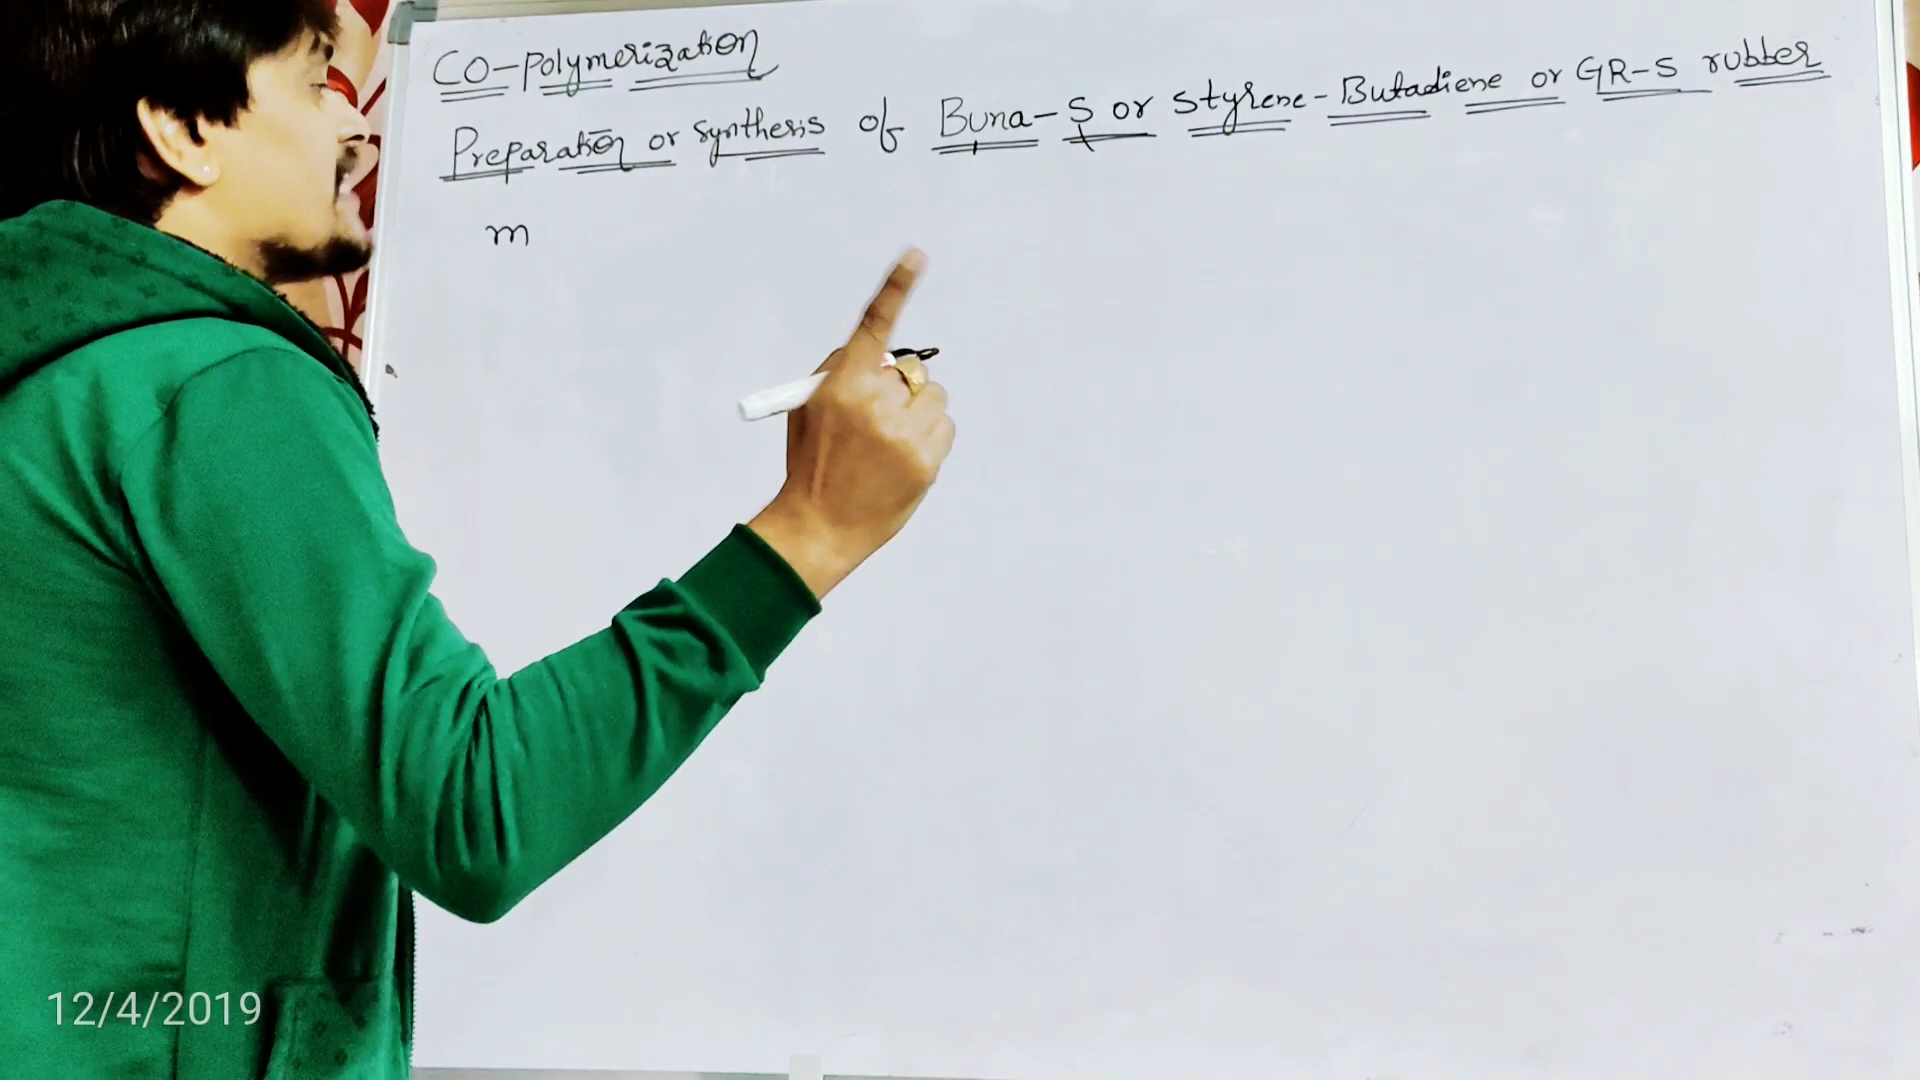 CO-Polymerization
Preparation or synthesis of Buna-S or Styrene-Butadiene or GR-S rubber
m
12/4/2019